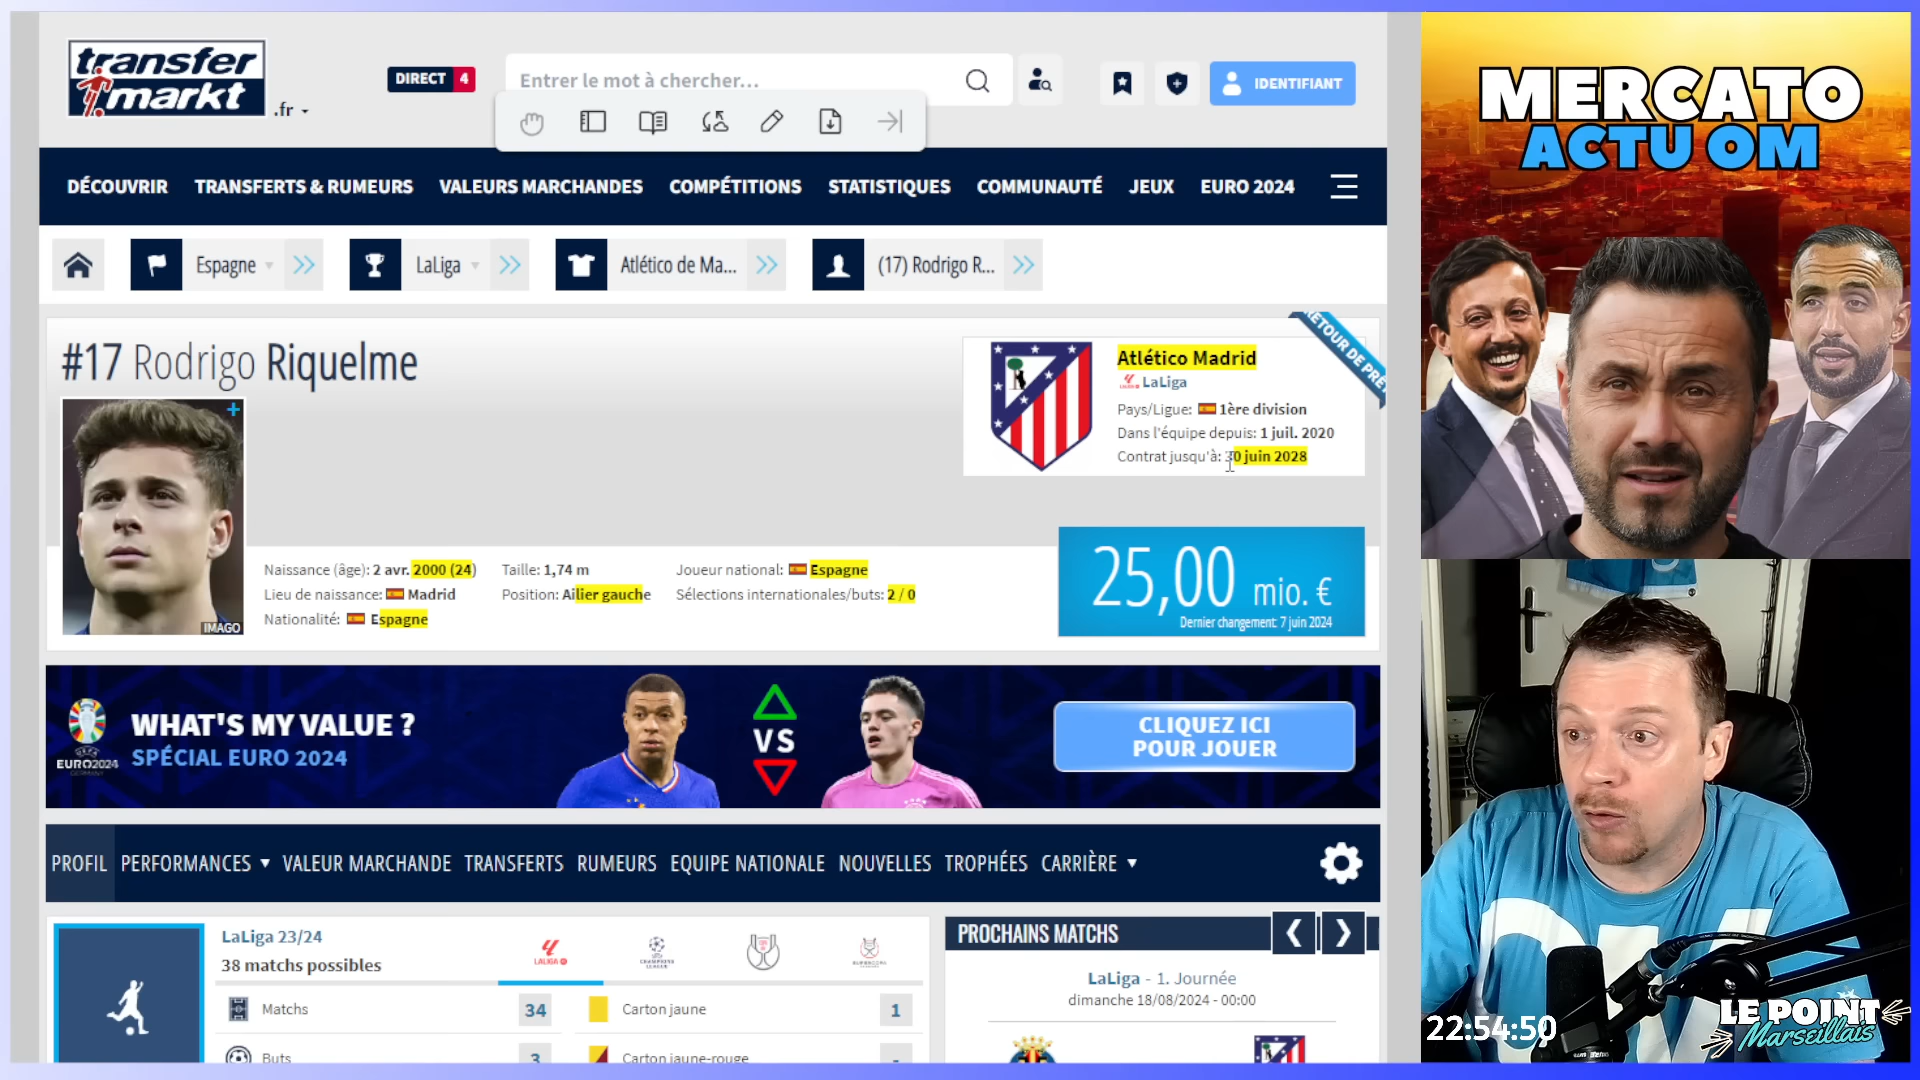 transfer
markt
.fr
DIRECT 4
Entrer le mot à chercher...
IDENTIFIANT
DÉCOUVRIR TRANSFERTS & RUMEURS VALEURS MARCHANDES COMPÉTITIONS STATISTIQUES COMMUNAUTÉ JEUX EURO 2024
Espagne
LaLiga
Atlético de Ma...
(17) Rodrigo R...
#17 Rodrigo Riquelme
RETOUR DE PRÊT
Atlético Madrid
LaLiga
Pays/Ligue: 1ère division
Dans l'équipe depuis: 1 juil. 2020
Contrat jusqu'à: 30 juin 2028
IMAGO
Naissance (âge): 2 avr. 2000 (24)
Lieu de naissance: Madrid
Nationalité: Espagne
Taille: 1,74 m
Position: Ailier gauche
Joueur national: Espagne
Sélections internationales/buts: 2 / 0
25,00 mio. €
Dernier changement: 7 juin 2024
UEFA
EURO2024
GERMANY
WHAT'S MY VALUE ?
SPÉCIAL EURO 2024
VS
CLIQUEZ ICI
POUR JOUER
PROFIL PERFORMANCES VALEUR MARCHANDE TRANSFERTS RUMEURS EQUIPE NATIONALE NOUVELLES TROPHÉES CARRIÈRE
LaLiga 23/24
38 matchs possibles
LALIGA
CHAMPIONS
LEAGUE
Matchs 34
Carton jaune 1
Buts 3
Carton jaune-rouge -
PROCHAINS MATCHS
LaLiga - 1. Journée
dimanche 18/08/2024 - 00:00
MERCATO
ACTU OM
22:54:50
LE POINT
Marseillais